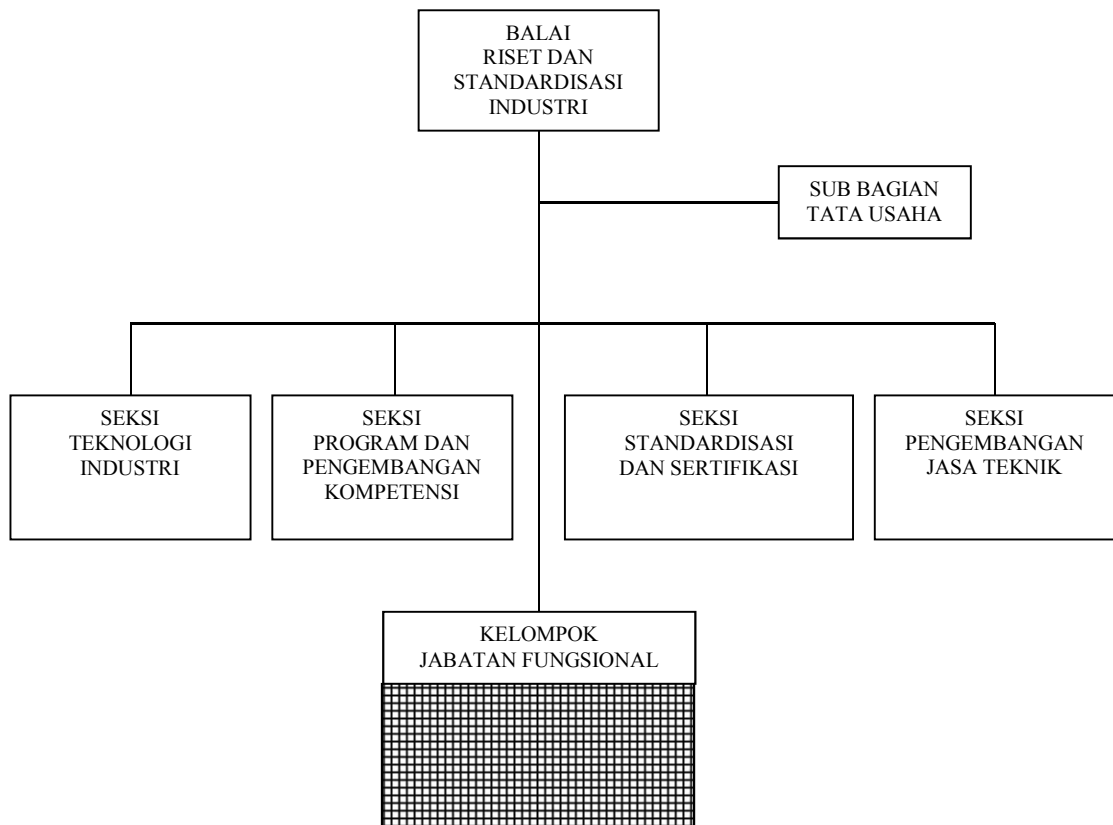 BALAI
RISET DAN
STANDARDISASI
INDUSTRI
SUB BAGIAN
TATA USAHA
SEKSI
TEKNOLOGI
INDUSTRI
SEKSI
PROGRAM DAN
PENGEMBANGAN
KOMPETENSI
SEKSI
STANDARDISASI
DAN SERTIFIKASI
SEKSI
PENGEMBANGAN
JASA TEKNIK
KELOMPOK
JABATAN FUNGSIONAL